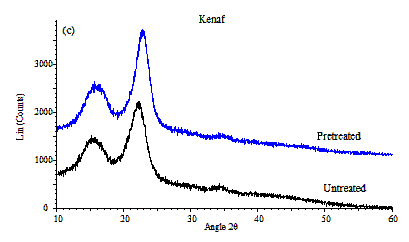 Kenaf
(c)
Lin (Counts)
3000
2000
1000
0
Pretreated
Untreated
10 20 30 40 50 60
Angle 2θ